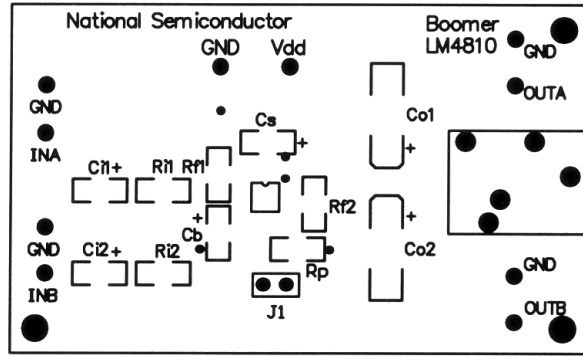 National Semiconductor
Boomer
LM4810
GND
Vdd
GND
OUTA
GND
INA
Cs
+
Co1
+
Ci1+
Ri1
Rf1
+
Cb
Rf2
+
Co2
GND
Ci2+
Ri2
Rp
INB
J1
GND
OUTB